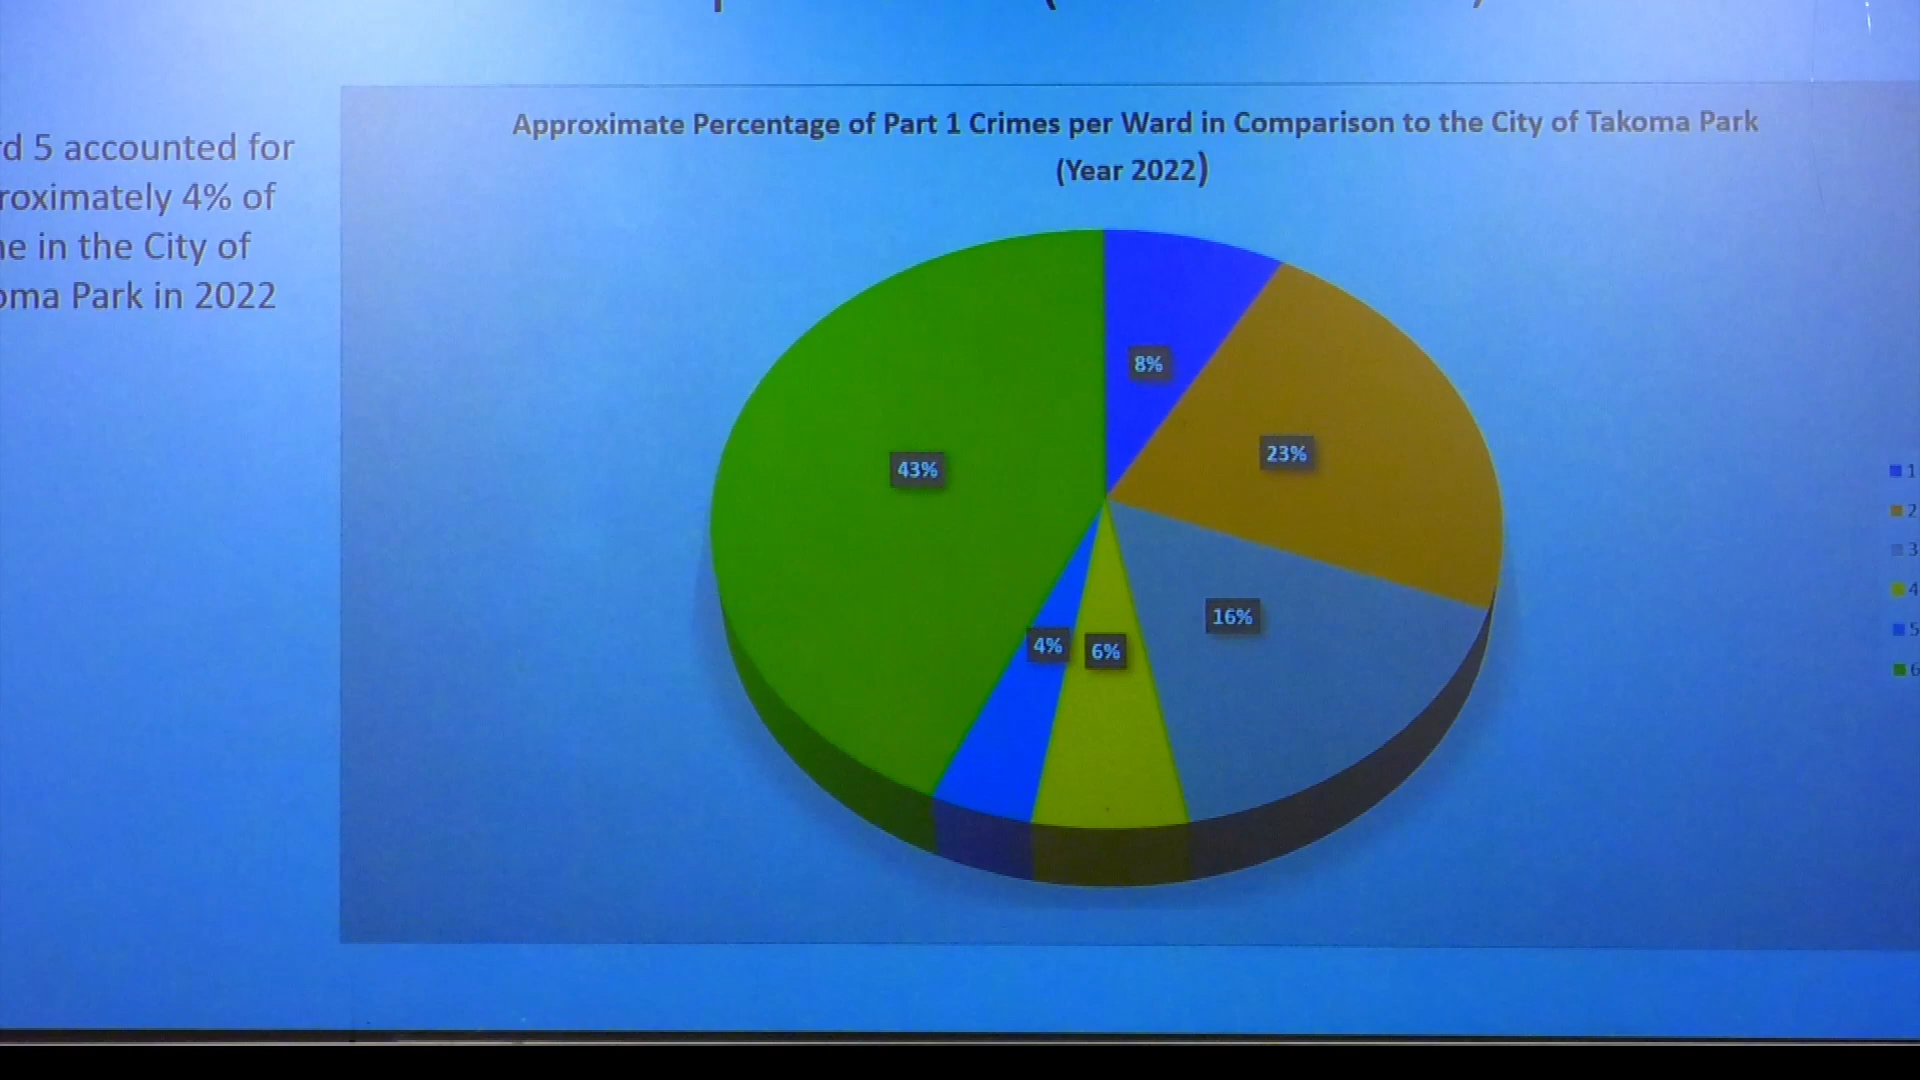 5 accounted for
4% of
in the City of
Park in 2022
Approximate Percentage of Part 1 Crimes per Ward in Comparison to the City of Takoma Park
(Year 2022)
8%
23%
43%
16%
4%
6%
1
2
3
4
5
6